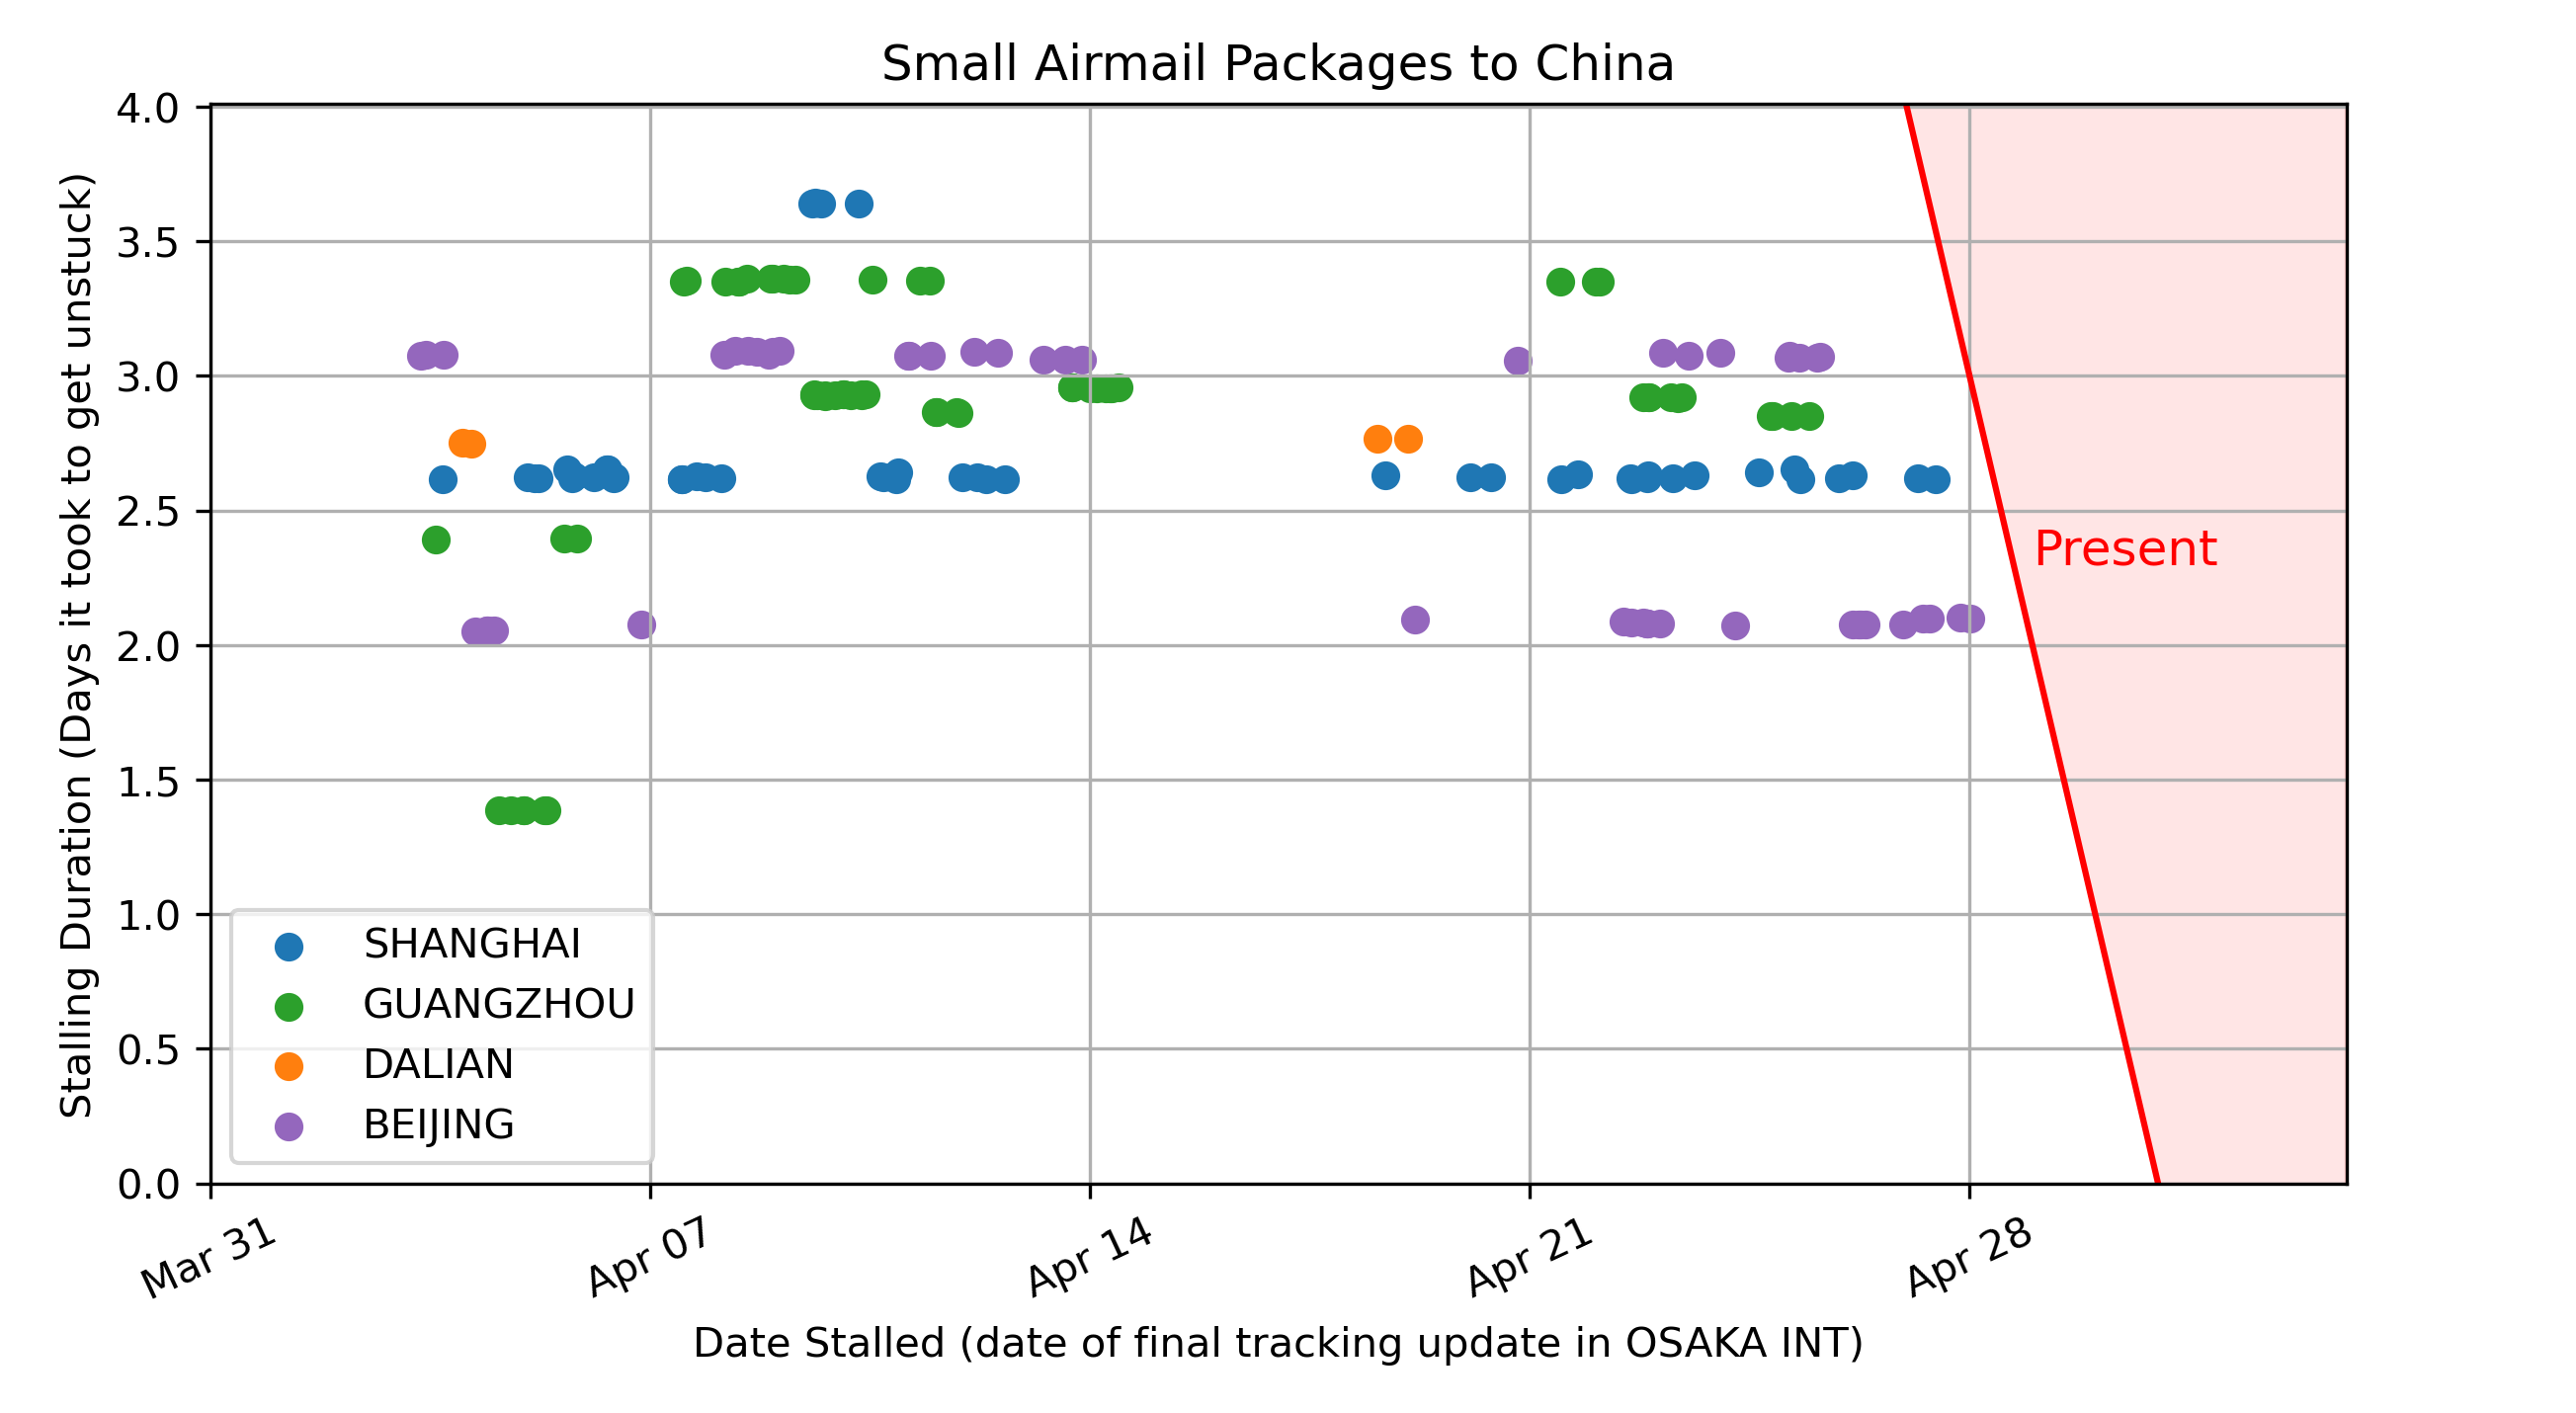 Small Airmail Packages to China
Stalling Duration (Days it took to get unstuck)
4.0
3.5
3.0
2.5
2.0
1.5
1.0
0.5
0.0
Present
SHANGHAI
GUANGZHOU
DALIAN
BEIJING
Mar 31
Apr 07
Apr 14
Apr 21
Apr 28
Date Stalled (date of final tracking update in OSAKA INT)